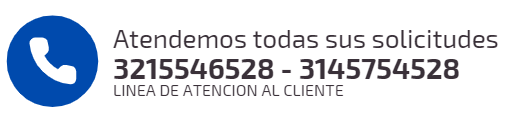 Atendemos todas sus solicitudes
3215546528 - 3145754528
LINEA DE ATENCION AL CLIENTE